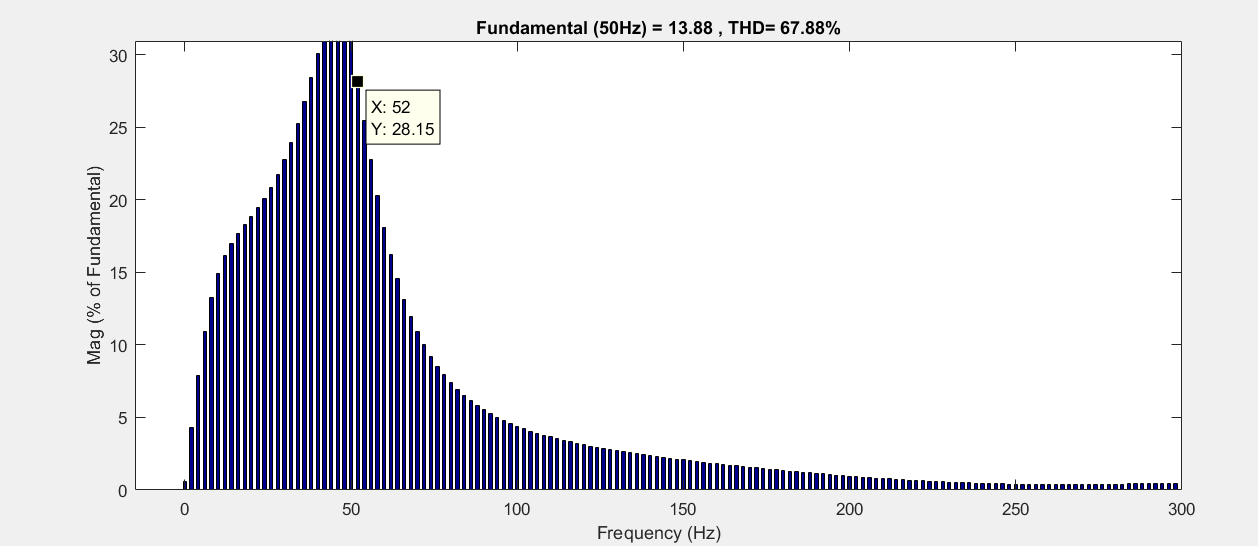 Fundamental (50Hz) = 13.88 , THD= 67.88%
30
25
20
15
10
5
0
Mag (% of Fundamental)
X: 52
Y: 28.15
0 50 100 150 200 250 300
Frequency (Hz)